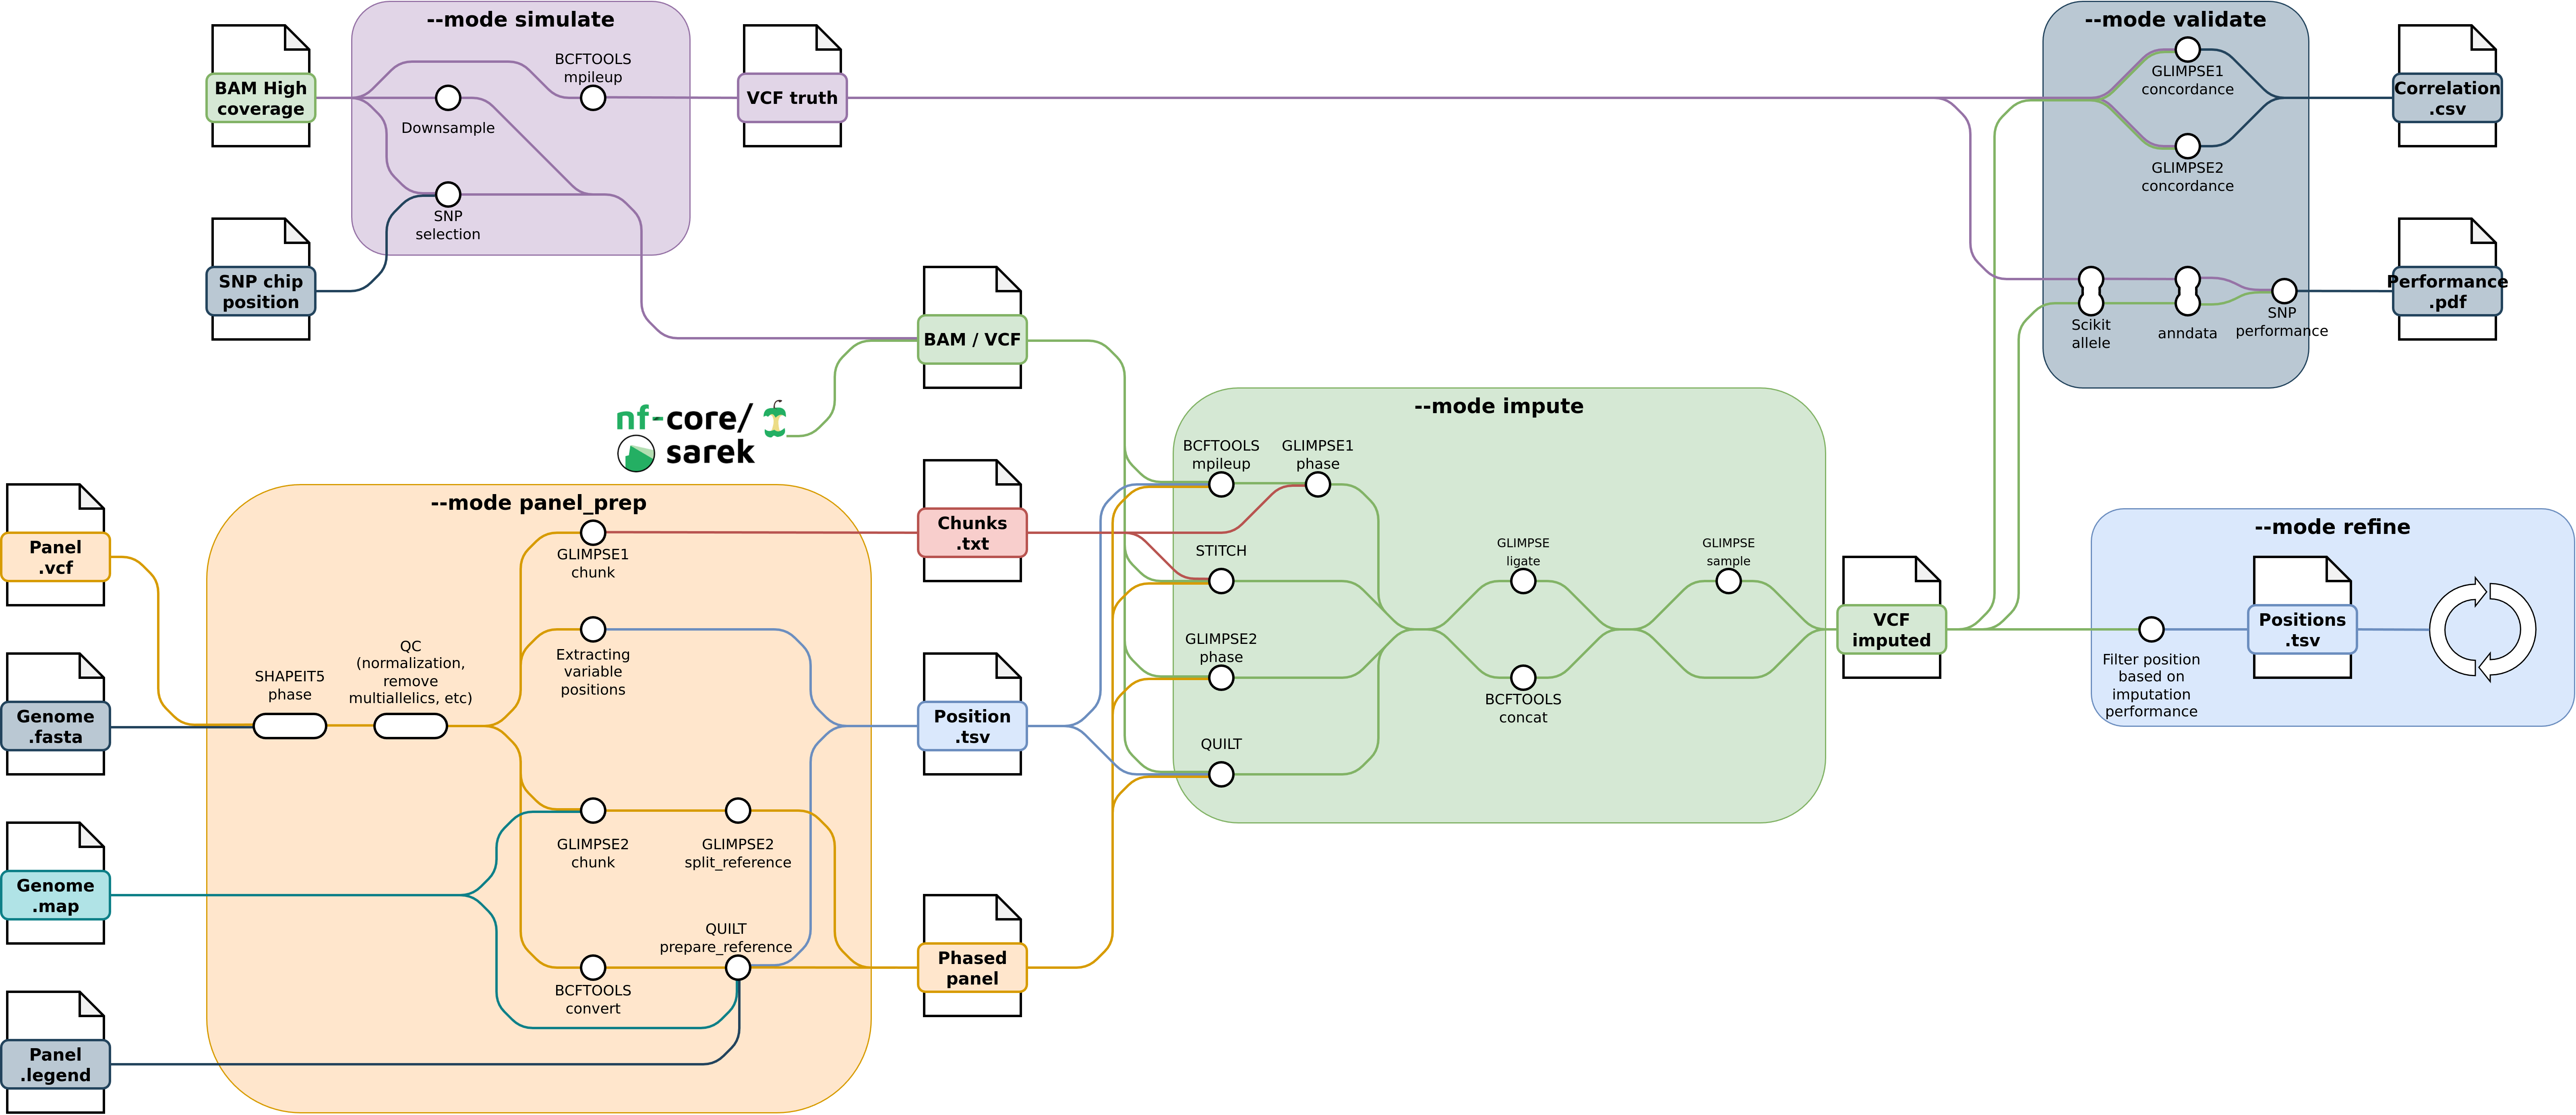 --mode simulate
BAM High
coverage
BCFTOOLS
mpileup
Downsample
SNP
selection
SNP chip
position
VCF truth
--mode validate
GLIMPSE1
concordance
GLIMPSE2
concordance
Scikit
allele
anndata
SNP
performance
Correlation
.csv
Performance
.pdf
BAM / VCF
nf-core/
sarek
--mode panel_prep
Panel
.vcf
Genome
.fasta
Genome
.map
Panel
.legend
SHAPEIT5
phase
QC
(normalization,
remove
multiallelics, etc)
GLIMPSE1
chunk
Extracting
variable
positions
GLIMPSE2
chunk
GLIMPSE2
split_reference
QUILT
prepare_reference
BCFTOOLS
convert
Chunks
.txt
Position
.tsv
Phased
panel
--mode impute
BCFTOOLS
mpileup
GLIMPSE1
phase
STITCH
GLIMPSE2
phase
QUILT
GLIMPSE
ligate
BCFTOOLS
concat
GLIMPSE
sample
VCF
imputed
--mode refine
Filter position
based on
imputation
performance
Positions
.tsv